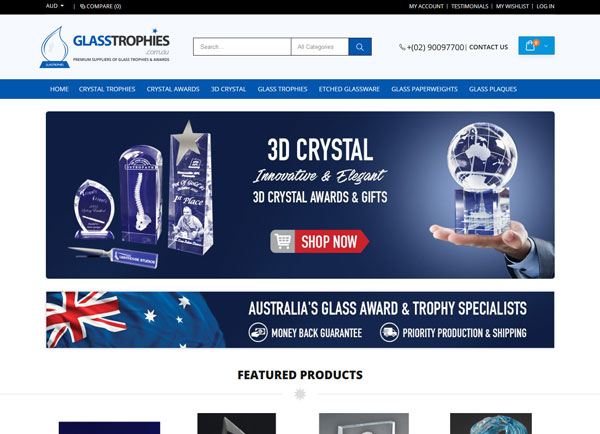 AUD
COMPARE (0)
MY ACCOUNT | TESTIMONIALS | MY WISHLIST | LOG IN
GLASSTROPHIES
.com.au
PREMIUM SUPPLIERS OF GLASS TROPHIES & AWARDS
Search...
All Categories
+(02) 90097700 | CONTACT US
0
HOME CRYSTAL TROPHIES CRYSTAL AWARDS 3D CRYSTAL GLASS TROPHIES ETCHED GLASSWARE GLASS PAPERWEIGHTS GLASS PLAQUES
3D CRYSTAL
Innovative & Elegant
3D CRYSTAL AWARDS & GIFTS
SHOP NOW
1st Place
AUSTRALIA'S GLASS AWARD & TROPHY SPECIALISTS
MONEY BACK GUARANTEE
PRIORITY PRODUCTION & SHIPPING
FEATURED PRODUCTS